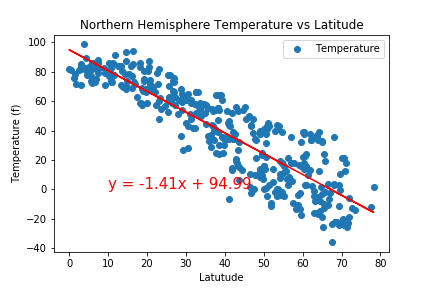 Northern Hemisphere Temperature vs Latitude
Temperature
100
80
60
40
20
0
−20
−40
Temperature (f)
y = -1.41x + 94.99
0 10 20 30 40 50 60 70 80
Latutude